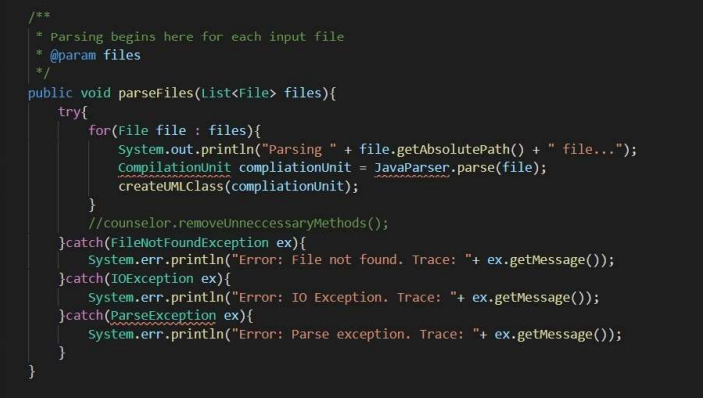 /**
 * Parsing begins here for each input file
 * @param files
 */
public void parseFiles(List<File> files){
    try{
        for(File file : files){
            System.out.println("Parsing " + file.getAbsolutePath() + " file...");
            CompilationUnit compliationUnit = JavaParser.parse(file);
            createUMLClass(compliationUnit);
        }
        //counselor.removeUnneccessaryMethods();
    }catch(FileNotFoundException ex){
        System.err.println("Error: File not found. Trace: "+ ex.getMessage());
    }catch(IOException ex){
        System.err.println("Error: IO Exception. Trace: "+ ex.getMessage());
    }catch(ParseException ex){
        System.err.println("Error: Parse exception. Trace: "+ ex.getMessage());
    }
}